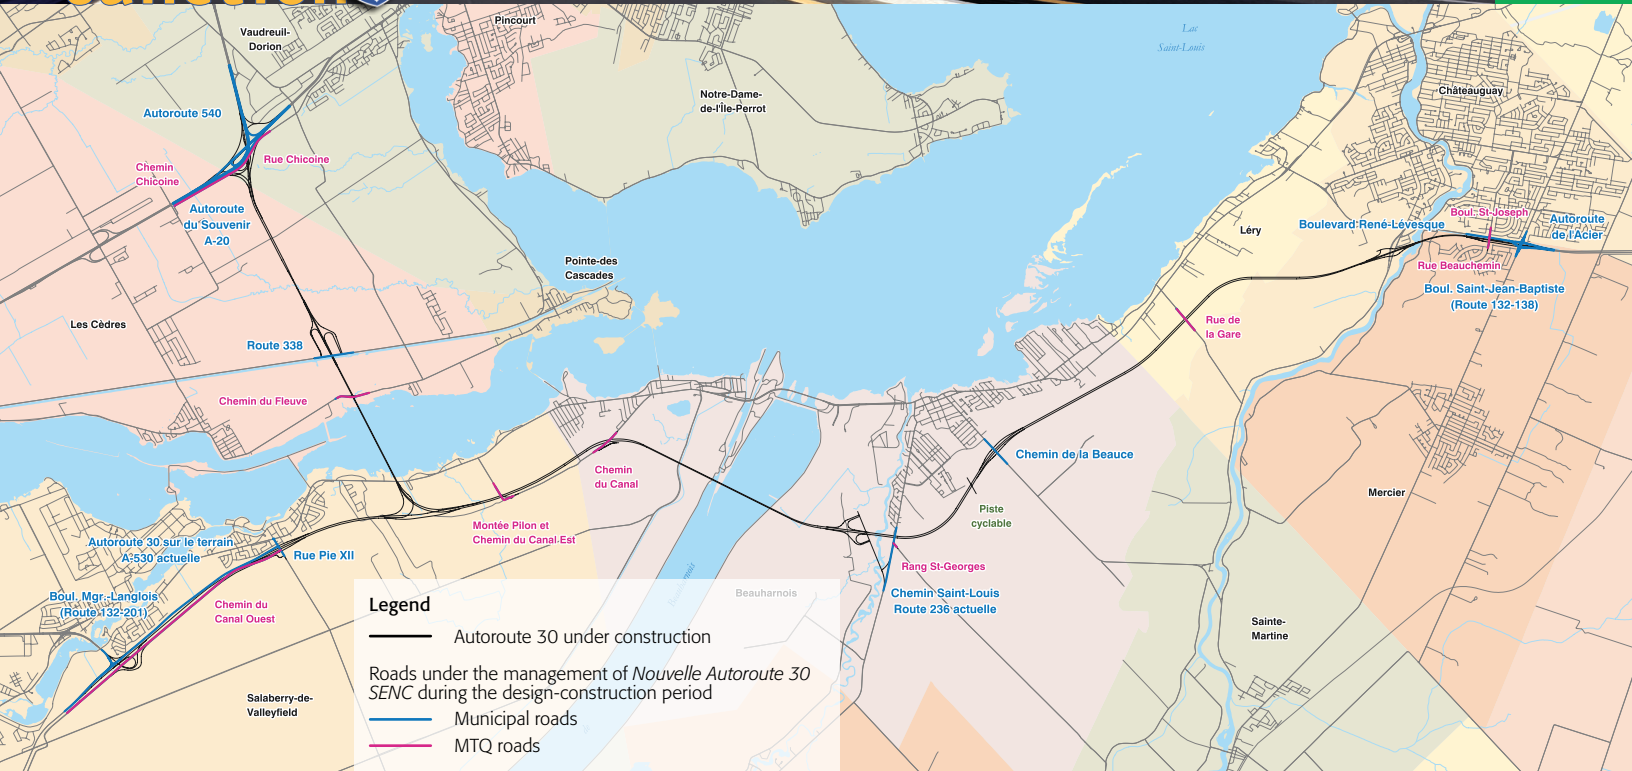 Pincourt
Vaudreuil-
Dorion
Lac
Saint-Louis
Notre-Dame-
de-l'Île-Perrot
Châteauguay
Autoroute 540
Rue Chicoine
Chemin
Chicoine
Autoroute
du Souvenir
A-20
Boul. St-Joseph
Autoroute
de l'Acier
Boulevard René-Lévesque
Léry
Rue Beauchemin
Boul. Saint-Jean-Baptiste
(Route 132-138)
Pointe-des
Cascades
Les Cèdres
Rue de
la Gare
Route 338
Chemin du Fleuve
Chemin de la Beauce
Chemin
du Canal
Mercier
Piste
cyclable
Montée Pilon et
Chemin du Canal Est
Autoroute 30 sur le terrain
A-530 actuelle
Rue Pie XII
Rang St-Georges
Chemin Saint-Louis
Route 236 actuelle
Boul. Mgr.-Langlois
(Route 132-201)
Chemin du
Canal Ouest
Beauharnois
Beauharnois
Sainte-
Martine
Salaberry-de-
Valleyfield
Legend
Autoroute 30 under construction
Roads under the management of Nouvelle Autoroute 30
SENC during the design-construction period
Municipal roads
MTQ roads